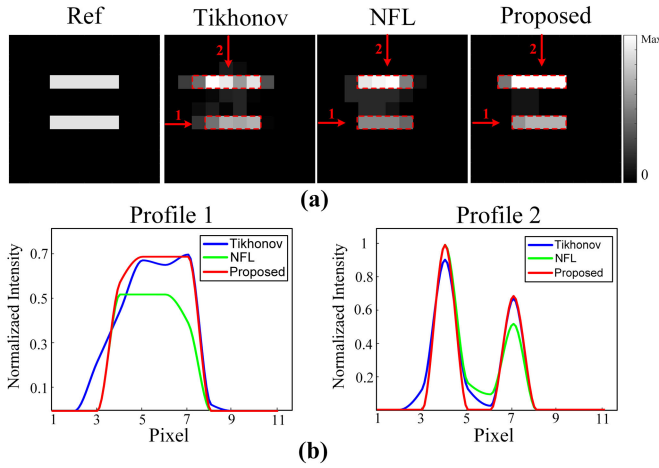 Ref Tikhonov NFL Proposed
Max
2 2 2
1 1 1
0
(a)
Profile 1 Profile 2
Normalizaed Intensity
0.7
0.5
0.3
0.1
Tikhonov
NFL
Proposed
1 3 5 7 9 11
Pixel
Normalizaed Intensity
1
0.8
0.6
0.4
0.2
Tikhonov
NFL
Proposed
1 3 5 7 9 11
Pixel
(b)